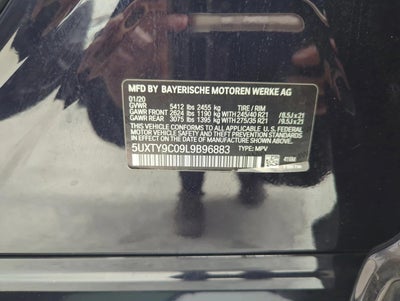 MFD BY BAYERISCHE MOTOREN WERKE AG
01/20 TIRE / RIM
GVWR 5412 lbs 2455 kg
GAWR FRONT 2624 lbs 1190 kg WITH 245/40 R21 / 8.5J x 21
GAWR REAR 3075 lbs 1395 kg WITH 275/35 R21 / 9.5J x 21
THIS VEHICLE CONFORMS TO ALL APPLICABLE U.S. FEDERAL
MOTOR VEHICLE SAFETY AND THEFT PREVENTION STANDARDS
IN EFFECT ON THE DATE OF MANUFACTURE SHOWN ABOVE.
5UXTY9C09L9B96883 TYPE: MPV